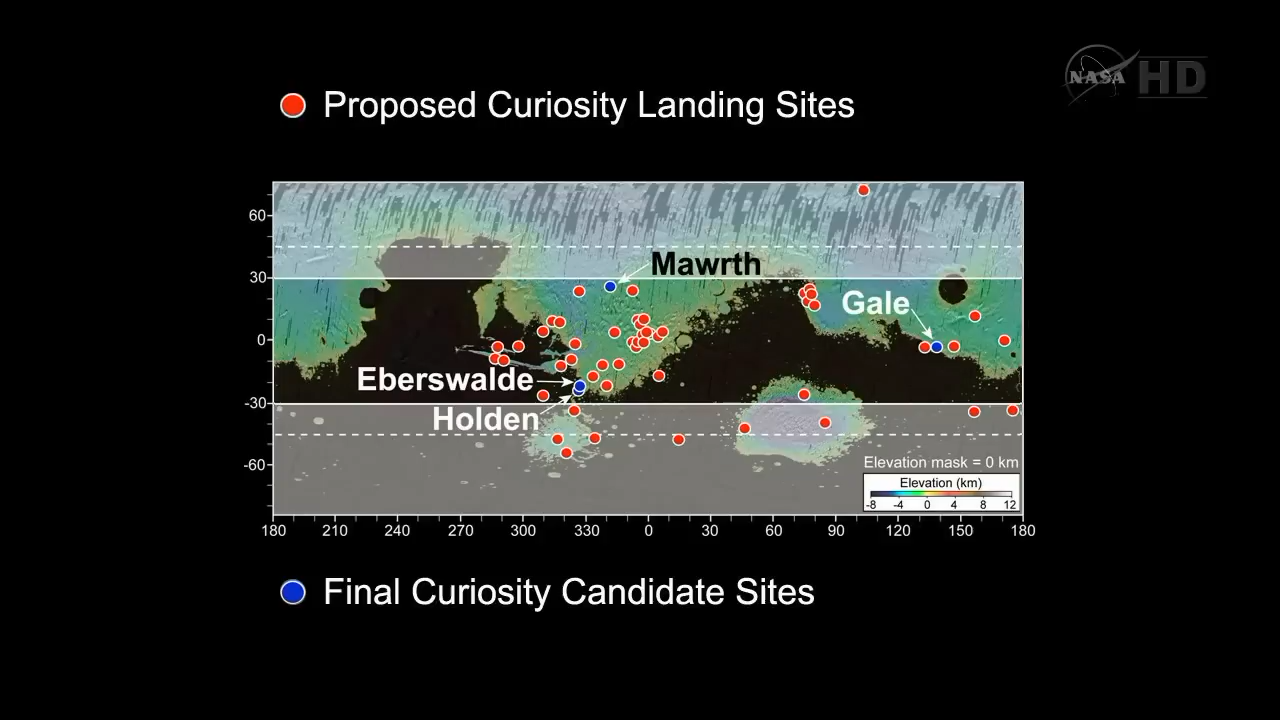 NASA HD
Proposed Curiosity Landing Sites
60
30
0
-30
-60
Mawrth
Gale
Eberswalde
Holden
Elevation mask = 0 km
Elevation (km)
-8 -4 0 4 8 12
180 210 240 270 300 330 0 30 60 90 120 150 180
Final Curiosity Candidate Sites